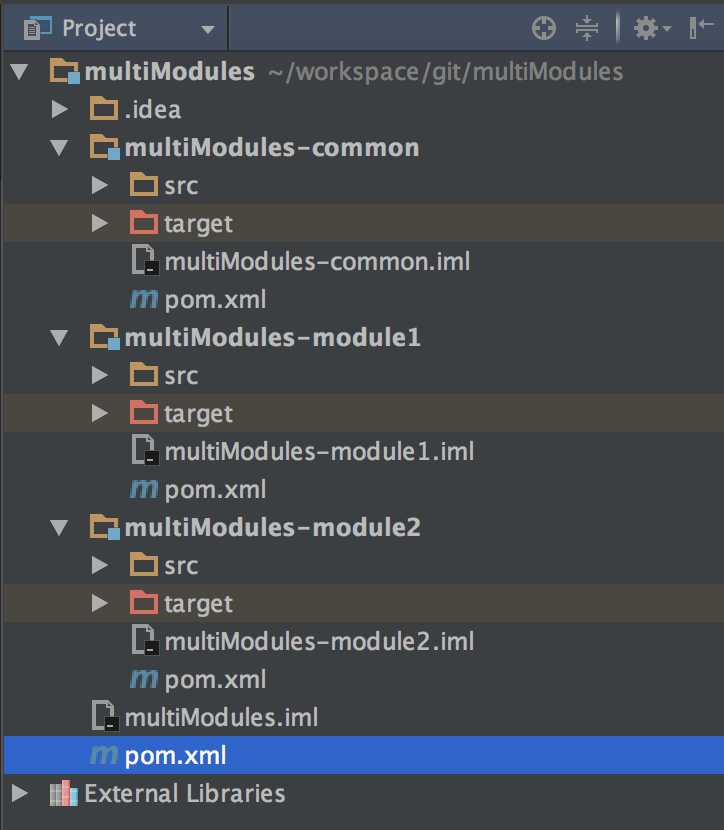 Project
multiModules ~/workspace/git/multiModules
.idea
multiModules-common
src
target
multiModules-common.iml
m pom.xml
multiModules-module1
src
target
multiModules-module1.iml
m pom.xml
multiModules-module2
src
target
multiModules-module2.iml
m pom.xml
multiModules.iml
m pom.xml
External Libraries